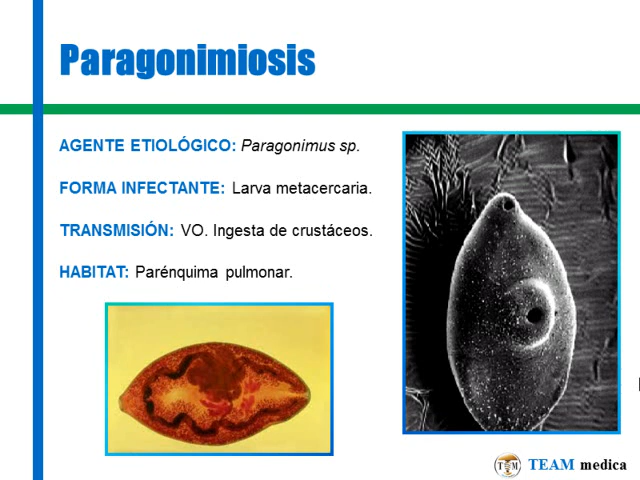 Paragonimiosis
AGENTE ETIOLÓGICO: Paragonimus sp.
FORMA INFECTANTE: Larva metacercaria.
TRANSMISIÓN: VO. Ingesta de crustáceos.
HABITAT: Parénquima pulmonar.
TEAM medica